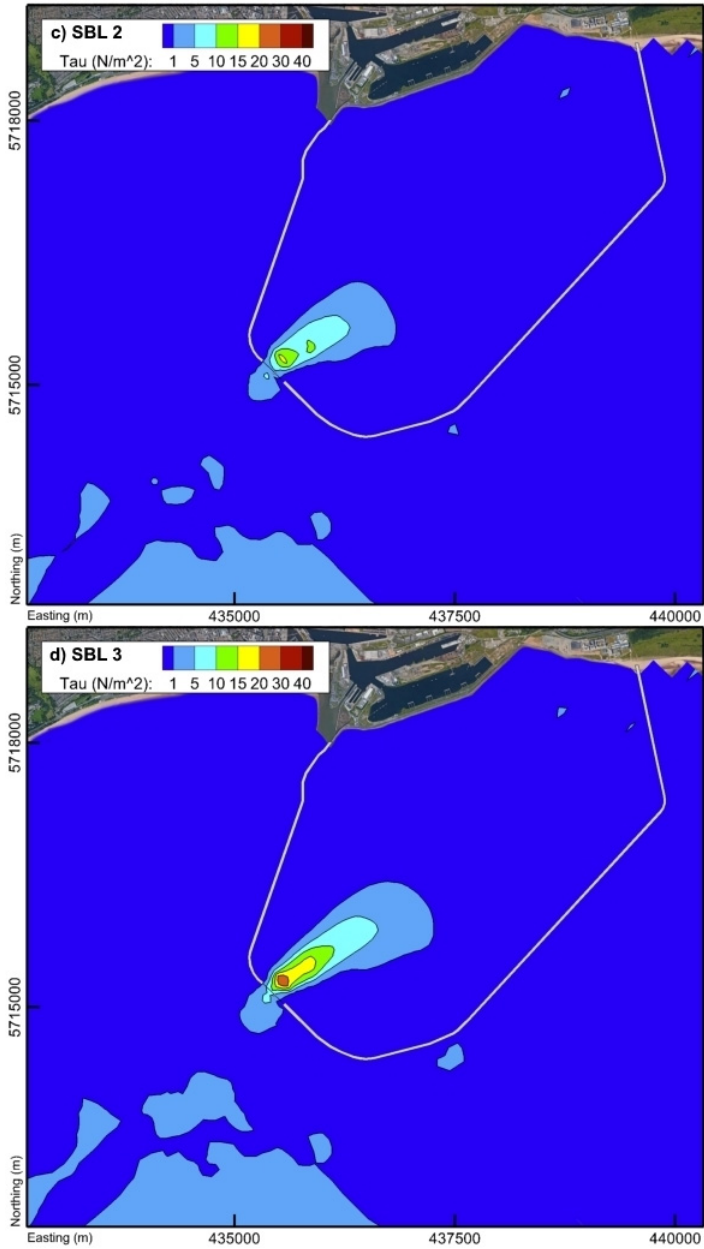 c) SBL 2
Tau (N/m^2): 1 5 10 15 20 30 40
5718000
5715000
Northing (m)
Easting (m) 435000 437500 440000
d) SBL 3
Tau (N/m^2): 1 5 10 15 20 30 40
5718000
5715000
Northing (m)
Easting (m) 435000 437500 440000